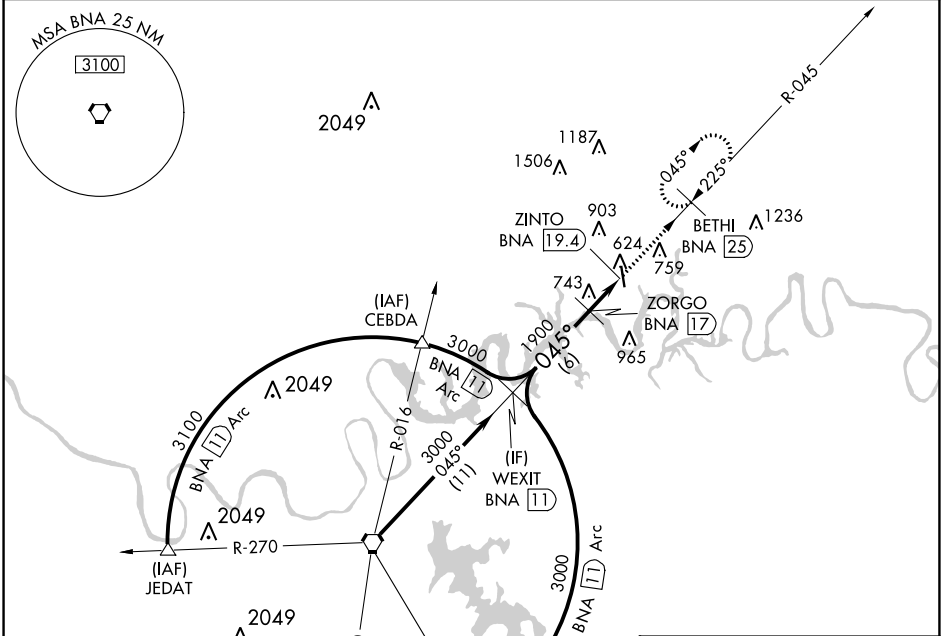 MSA BNA 25 NM
3100
2049
1187
1506
R-045
045°
225°
903
ZINTO
BNA 19.4
624
BETHI
BNA 25
1236
759
743
ZORGO
BNA 17
965
(IAF)
CEBDA
3000
BNA 11
Arc
1900
045°
(6)
2049
3100
BNA 11 Arc
R-016
3000
045°
(11)
(IF)
WEXIT
BNA 11
2049
R-270
(IAF)
JEDAT
3000
BNA 11 Arc
2049